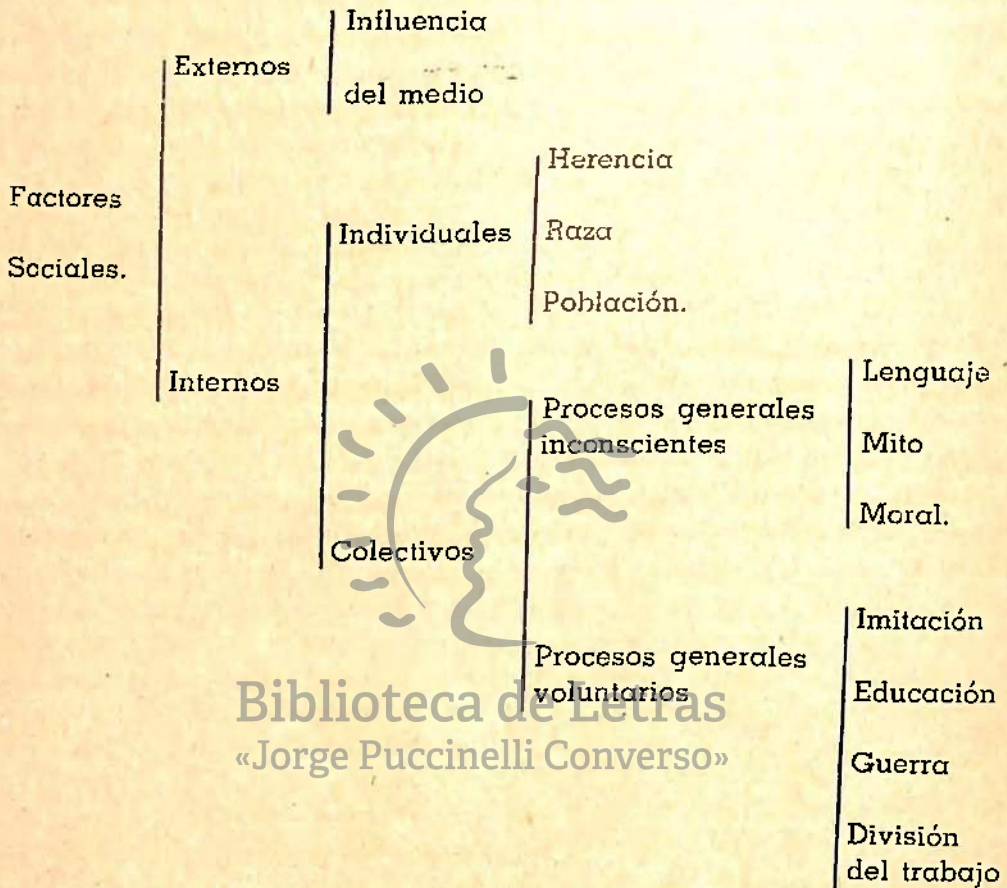 Influencia
Externos
del medio
Herencia
Factores
Individuales
Raza
Sociales.
Población.
Internos
Lenguaje
Procesos generales
inconscientes
Mito
Moral.
Colectivos
Imitación
Procesos generales
voluntarios
Educación
Biblioteca de Letras
«Jorge Puccinelli Converso»
Guerra
División
del trabajo